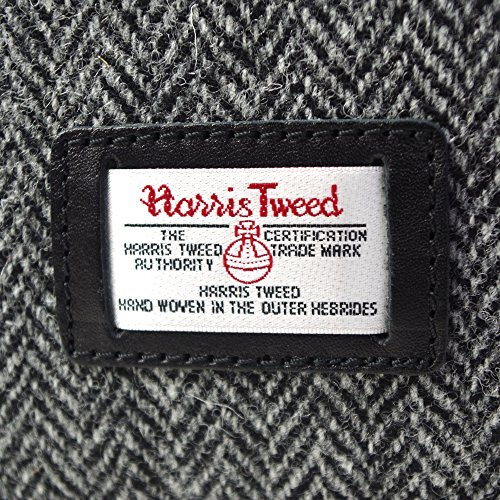 Harris Tweed
THE CERTIFICATION
HARRIS TWEED TRADE MARK
AUTHORITY
HARRIS TWEED
HAND WOVEN IN THE OUTER HEBRIDES